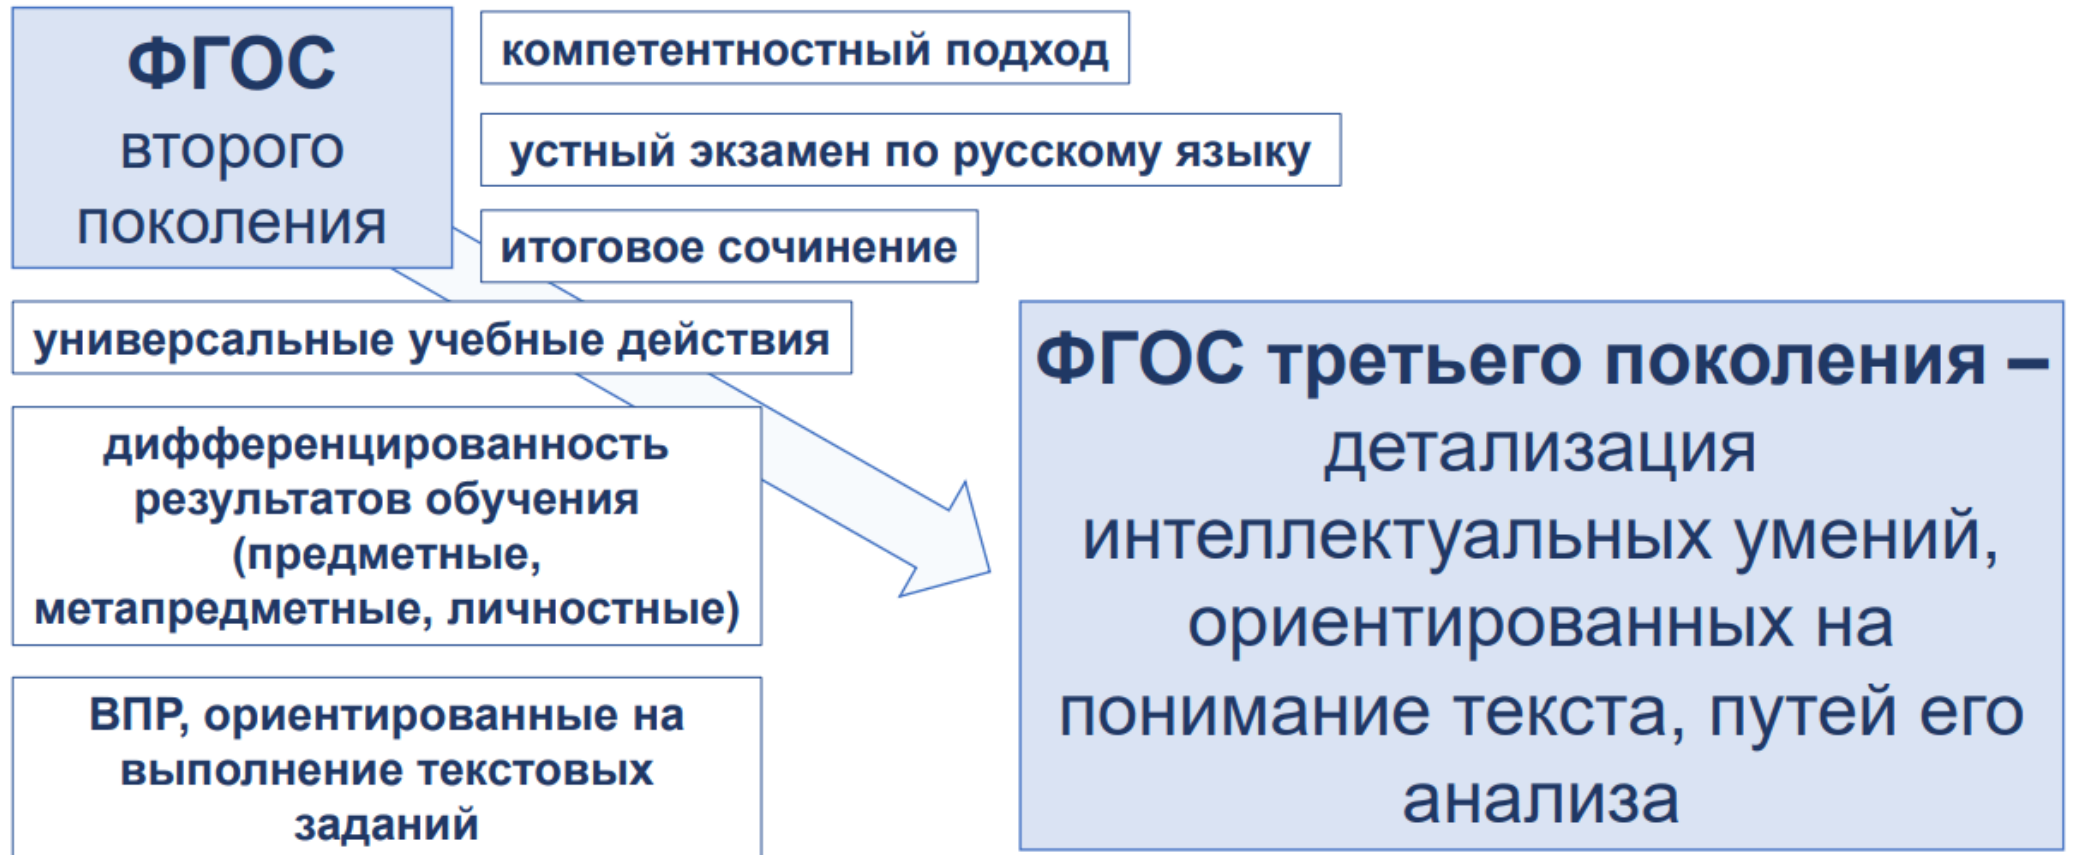 ФГОС
второго
поколения
компетентностный подход
устный экзамен по русскому языку
итоговое сочинение
универсальные учебные действия
дифференцированность
результатов обучения
(предметные,
метапредметные, личностные)
ВПР, ориентированные на
выполнение текстовых
заданий
ФГОС третьего поколения –
детализация
интеллектуальных умений,
ориентированных на
понимание текста, путей его
анализа